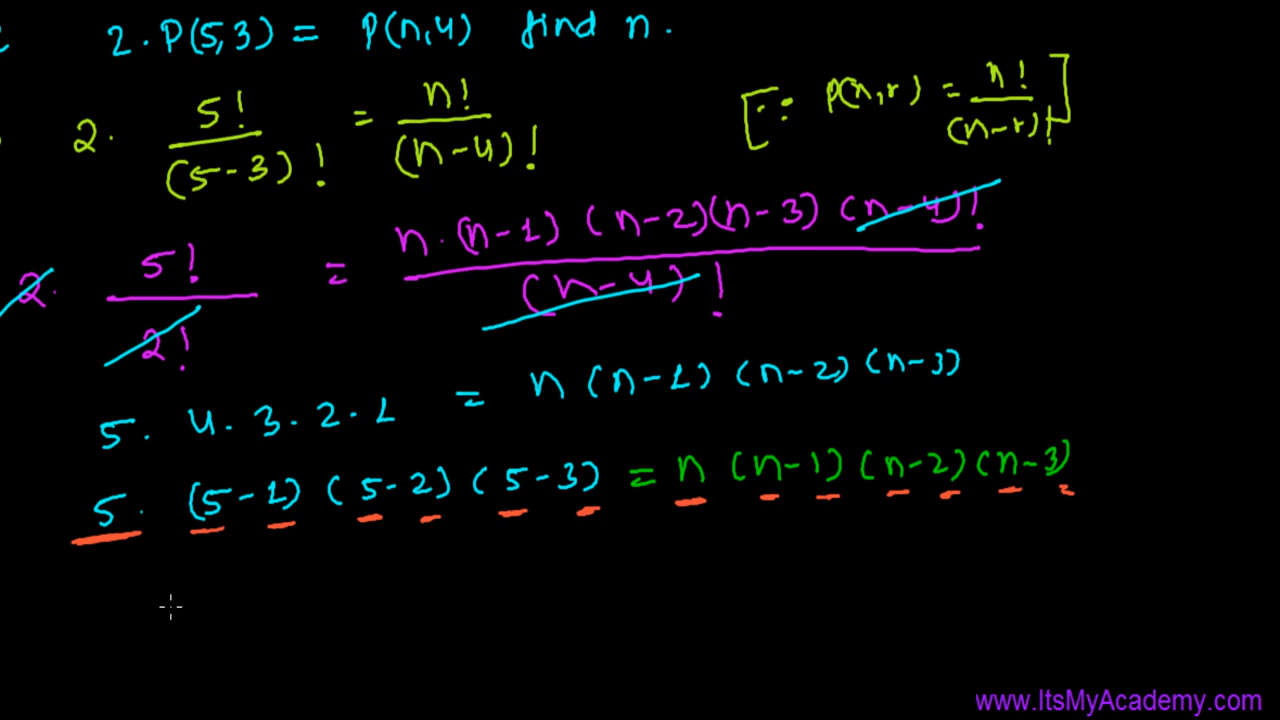 2. P(5,3) = P(n,4) find n.
2. 5!/(5-3)! = n!/(n-4)! [∵ P(n,r) = n!/(n-r)!]
2. 5!/2! = n.(n-1)(n-2)(n-3)(n-4)!/(n-4)!
5. 4. 3. 2. 1 = n(n-1)(n-2)(n-3)
5. (5-1)(5-2)(5-3) = n(n-1)(n-2)(n-3)
www.ItsMyAcademy.com